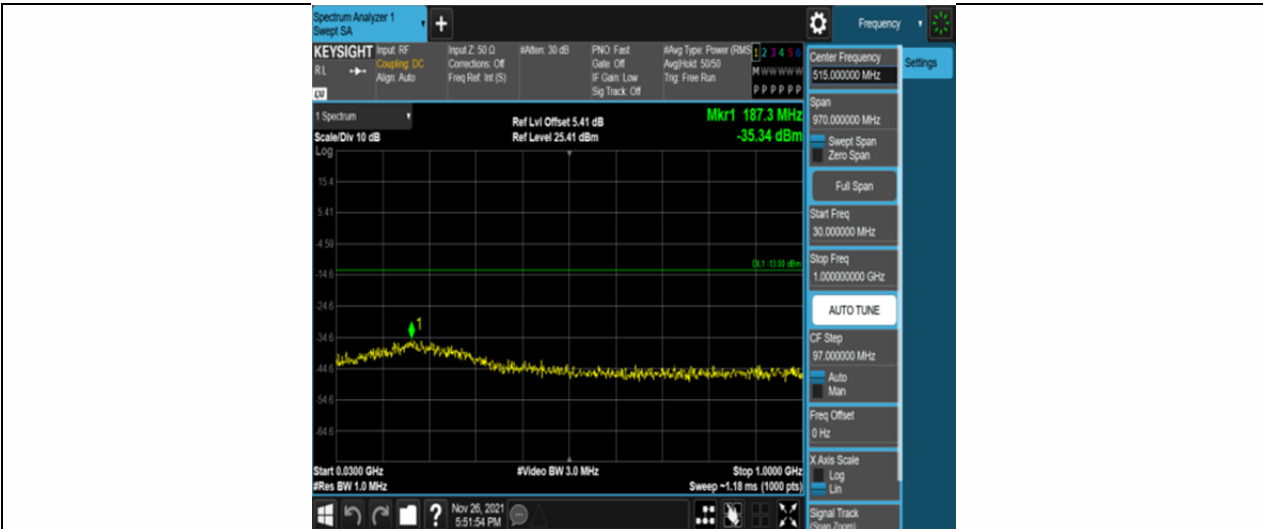 Spectrum Analyzer 1
Swept SA
+
Frequency
KEYSIGHT
RL
LV
Input: RF
Coupling: DC
Align: Auto
Input Z: 50 Ω
Corrections: Off
Freq Ref: Int (S)
#Atten: 30 dB
PNO: Fast
Gate: Off
IF Gain: Low
Sig Track: Off
#Avg Type: Power (RMS
Avg|Hold: 50/50
Trig: Free Run
1 2 3 4 5 6
M W W W W W
P P P P P P
1 Spectrum
Scale/Div 10 dB
Log
Ref Lvl Offset 5.41 dB
Ref Level 25.41 dBm
Mkr1 187.3 MHz
-35.34 dBm
15.4
5.41
-4.59
-14.6
-24.6
-34.6
-44.6
-54.6
-64.6
DL1 -13.00 dBm
1
Start 0.0300 GHz
#Res BW 1.0 MHz
#Video BW 3.0 MHz
Stop 1.0000 GHz
Sweep ~1.18 ms (1000 pts)
Nov 26, 2021
5:51:54 PM
?
Center Frequency
515.000000 MHz
Settings
Span
970.000000 MHz
Swept Span
Zero Span
Full Span
Start Freq
30.000000 MHz
Stop Freq
1.000000000 GHz
AUTO TUNE
CF Step
97.000000 MHz
Auto
Man
Freq Offset
0 Hz
X Axis Scale
Log
Lin
Signal Track
(Span Zoom)